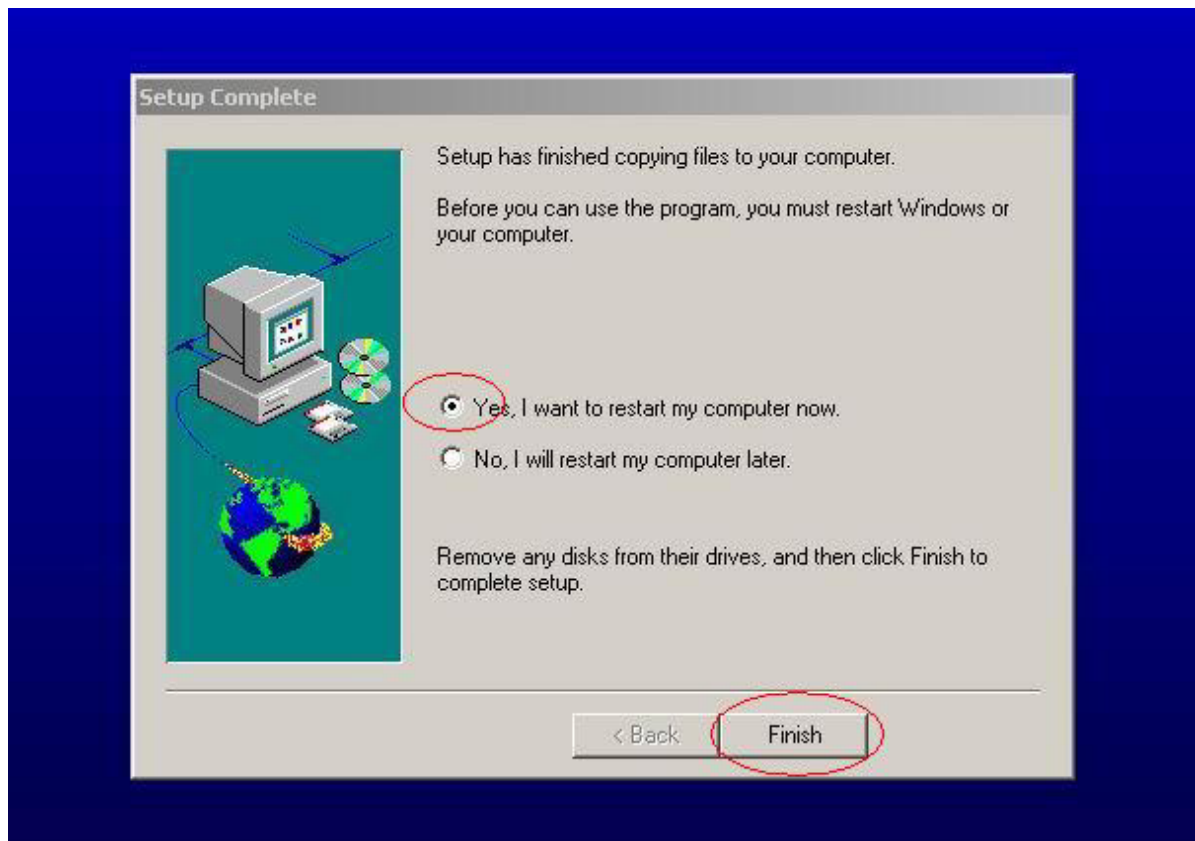 Setup Complete
Setup has finished copying files to your computer.
Before you can use the program, you must restart Windows or
your computer.
Yes, I want to restart my computer now.
No, I will restart my computer later.
Remove any disks from their drives, and then click Finish to
complete setup.
< Back
Finish